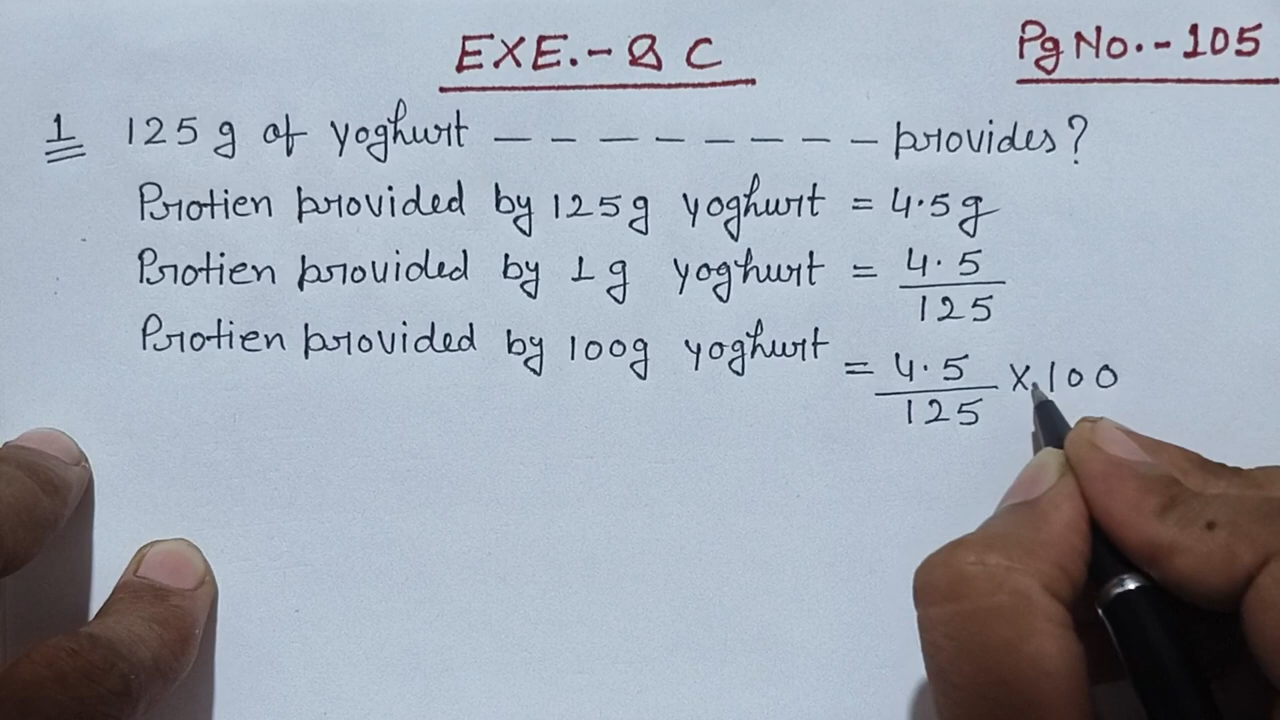 EXE.-8 C
Pg No.-105
1 125 g of yoghurt — — — — — — — — — provides?
Protien provided by 125g yoghurt = 4.5g
Protien provided by 1g yoghurt = 4.5/125
Protien provided by 100g yoghurt = 4.5/125 × 100